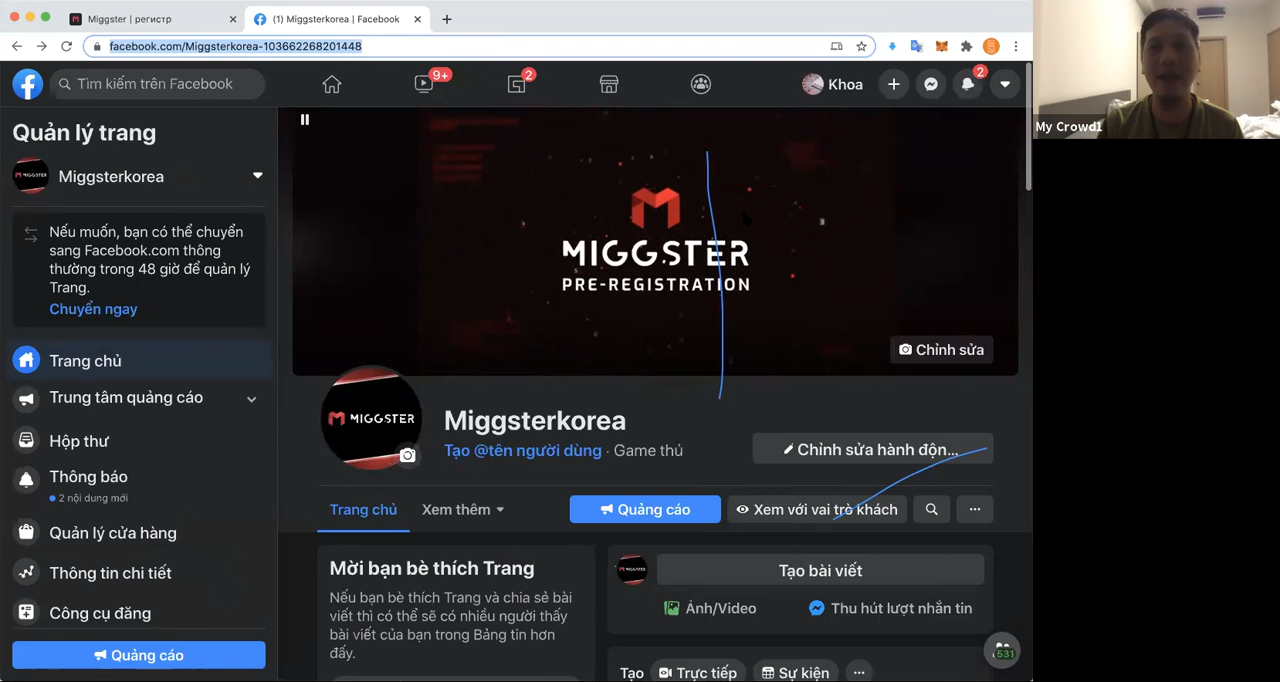 Miggster | регистр
(1) Miggsterkorea | Facebook
facebook.com/Miggsterkorea-103662268201448
Tìm kiếm trên Facebook
9+
2
Khoa
2
My Crowd1
Quản lý trang
Miggsterkorea
Nếu muốn, bạn có thể chuyển
sang Facebook.com thông
thường trong 48 giờ để quản lý
Trang.
Chuyển ngay
Trang chủ
Trung tâm quảng cáo
Hộp thư
Thông báo
2 nội dung mới
Quản lý cửa hàng
Thông tin chi tiết
Công cụ đăng
Quảng cáo
MIGGSTER
PRE-REGISTRATION
Chỉnh sửa
MIGGSTER
Miggsterkorea
Tạo @tên người dùng · Game thủ
Chỉnh sửa hành độn...
Trang chủ
Xem thêm
Quảng cáo
Xem với vai trò khách
Mời bạn bè thích Trang
Nếu bạn bè thích Trang và chia sẻ bài
viết thì có thể sẽ có nhiều người thấy
bài viết của bạn trong Bảng tin hơn
đấy.
Tạo bài viết
Ảnh/Video
Thu hút lượt nhắn tin
Tạo
Trực tiếp
Sự kiện
531